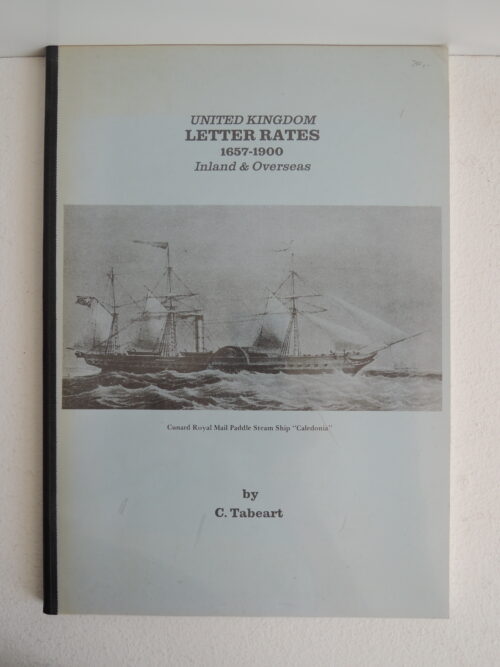 UNITED KINGDOM
LETTER RATES
1657-1900
Inland & Overseas
Cunard Royal Mail Paddle Steam Ship "Caledonia"
by
C. Tabeart